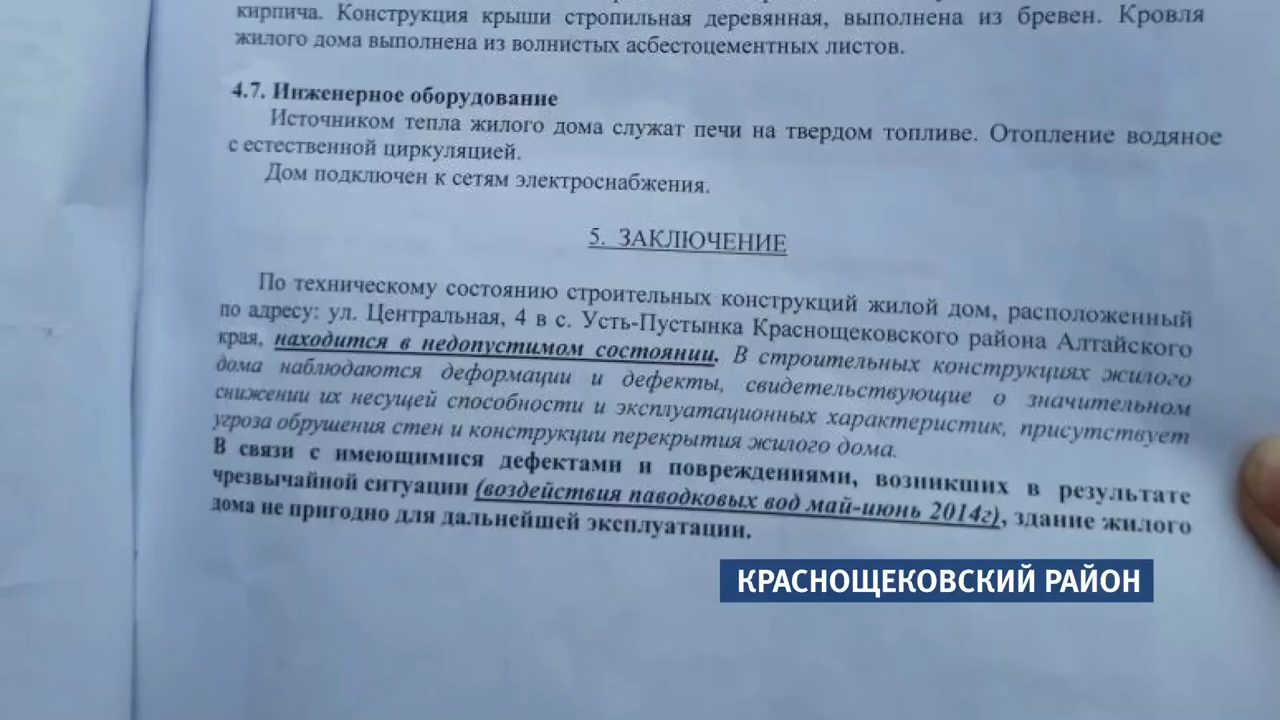 кирпича. Конструкция крыши стропильная деревянная, выполнена из бревен. Кровля
жилого дома выполнена из волнистых асбестоцементных листов.
4.7. Инженерное оборудование
Источником тепла жилого дома служат печи на твердом топливе. Отопление водяное
с естественной циркуляцией.
Дом подключен к сетям электроснабжения.
5. ЗАКЛЮЧЕНИЕ
По техническому состоянию строительных конструкций жилой дом, расположенный
по адресу: ул. Центральная, 4 в с. Усть-Пустынка Краснощековского района Алтайского
края, находится в недопустимом состоянии. В строительных конструкциях жилого
дома наблюдаются деформации и дефекты, свидетельствующие о значительном
снижении их несущей способности и эксплуатационных характеристик, присутствует
угроза обрушения стен и конструкции перекрытия жилого дома.
В связи с имеющимися дефектами и повреждениями, возникших в результате
чрезвычайной ситуации (воздействия паводковых вод май-июнь 2014г), здание жилого
дома не пригодно для дальнейшей эксплуатации.
КРАСНОЩЕКОВСКИЙ РАЙОН